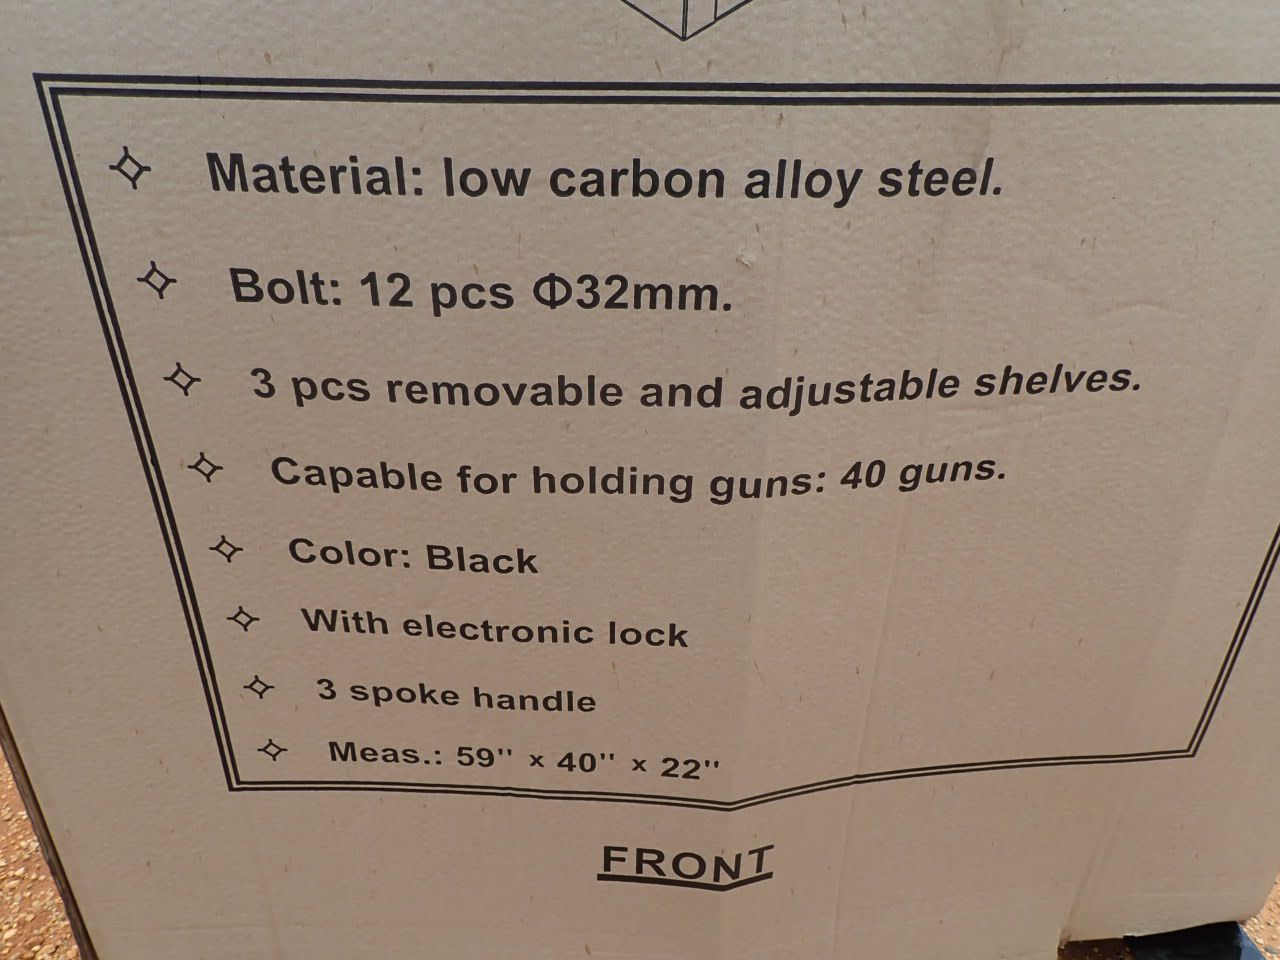 Material: low carbon alloy steel.
Bolt: 12 pcs Φ32mm.
3 pcs removable and adjustable shelves.
Capable for holding guns: 40 guns.
Color: Black
With electronic lock
3 spoke handle
Meas.: 59" x 40" x 22"
FRONT